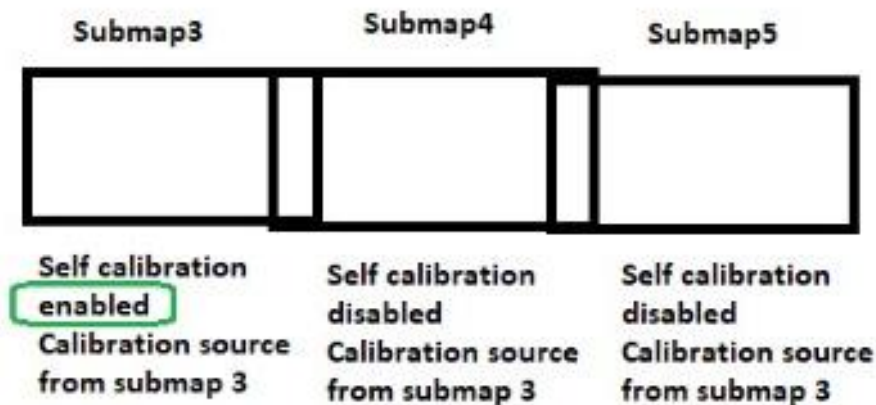 Submap3
Submap4
Submap5
Self calibration
enabled
Calibration source
from submap 3
Self calibration
disabled
Calibration source
from submap 3
Self calibration
disabled
Calibration source
from submap 3